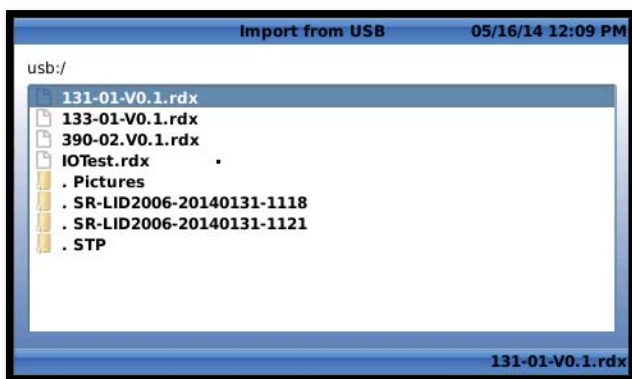 Import from USB 05/16/14 12:09 PM
usb:/
131-01-V0.1.rdx
133-01-V0.1.rdx
390-02.V0.1.rdx
IOTest.rdx
. Pictures
. SR-LID2006-20140131-1118
. SR-LID2006-20140131-1121
. STP
131-01-V0.1.rdx